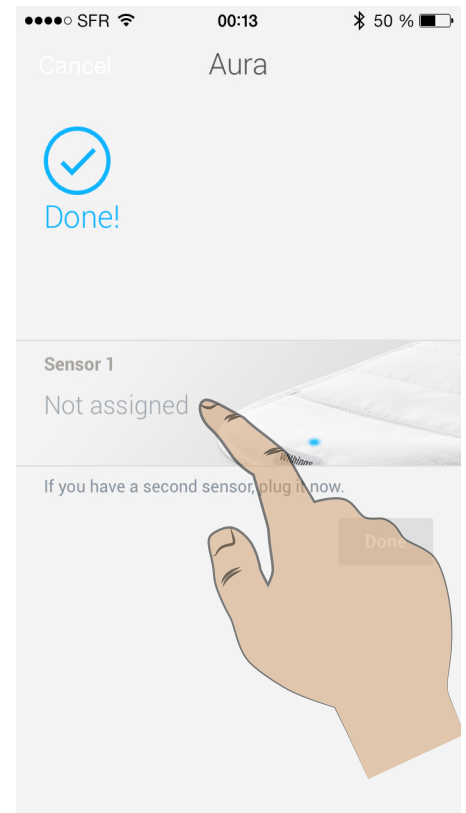 SFR 00:13 50 %
Cancel Aura
Done!
Sensor 1
Not assigned
Withings
If you have a second sensor, plug it now.
Done